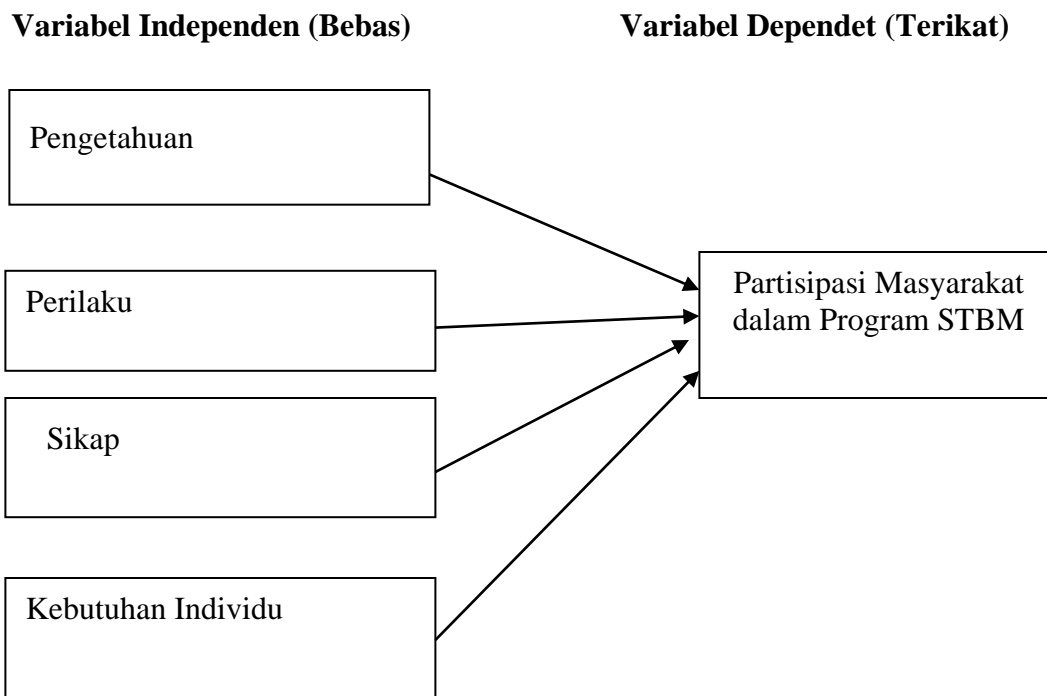 Variabel Independen (Bebas)
Variabel Dependet (Terikat)
Pengetahuan
Perilaku
Sikap
Kebutuhan Individu
Partisipasi Masyarakat
dalam Program STBM